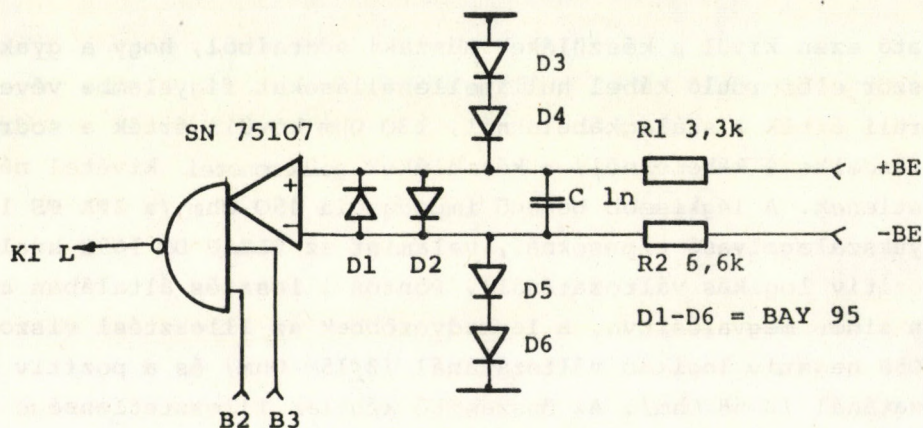 D3
D4
SN 75107
R1 3,3k
+BE
C 1n
-BE
KI L
D1 D2
R2 6,6k
D5
D1-D6 = BAY 95
D6
B2 B3
+
-